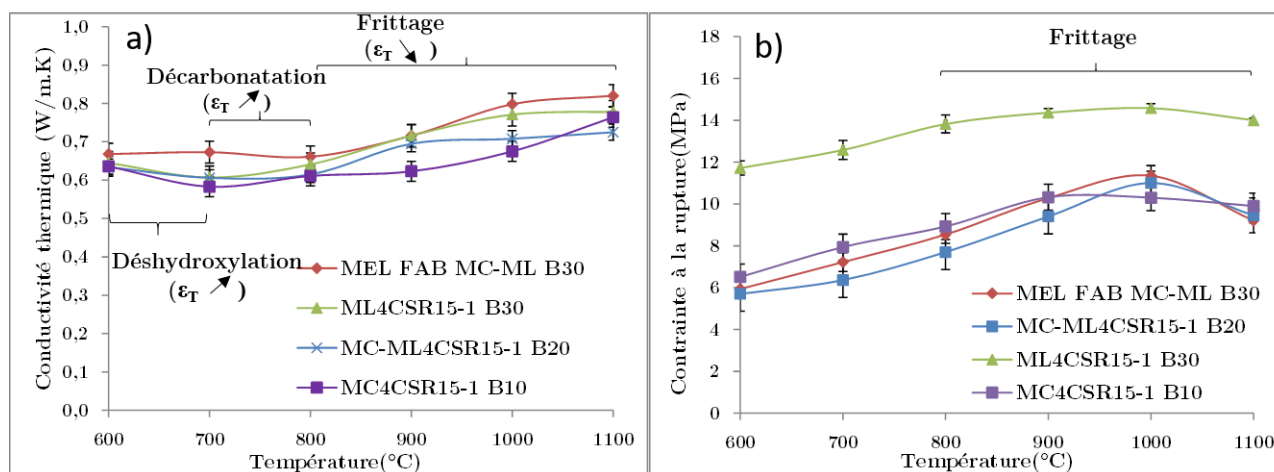 a)
Conductivité thermique (W/m.K)
1,0
0,9
0,8
0,7
0,6
0,5
0,4
0,3
0,2
0,1
0,0
Frittage
(ε_T ↘)
Décarbonatation
(ε_T ↗)
Déshydroxylation
(ε_T ↗)
MEL FAB MC-ML B30
ML4CSR15-1 B30
MC-ML4CSR15-1 B20
MC4CSR15-1 B10
600 700 800 900 1000 1100
Température(°C)
b)
Contrainte à la rupture(MPa)
18
16
14
12
10
8
6
4
2
0
Frittage
MEL FAB MC-ML B30
MC-ML4CSR15-1 B20
ML4CSR15-1 B30
MC4CSR15-1 B10
600 700 800 900 1000 1100
Température(°C)